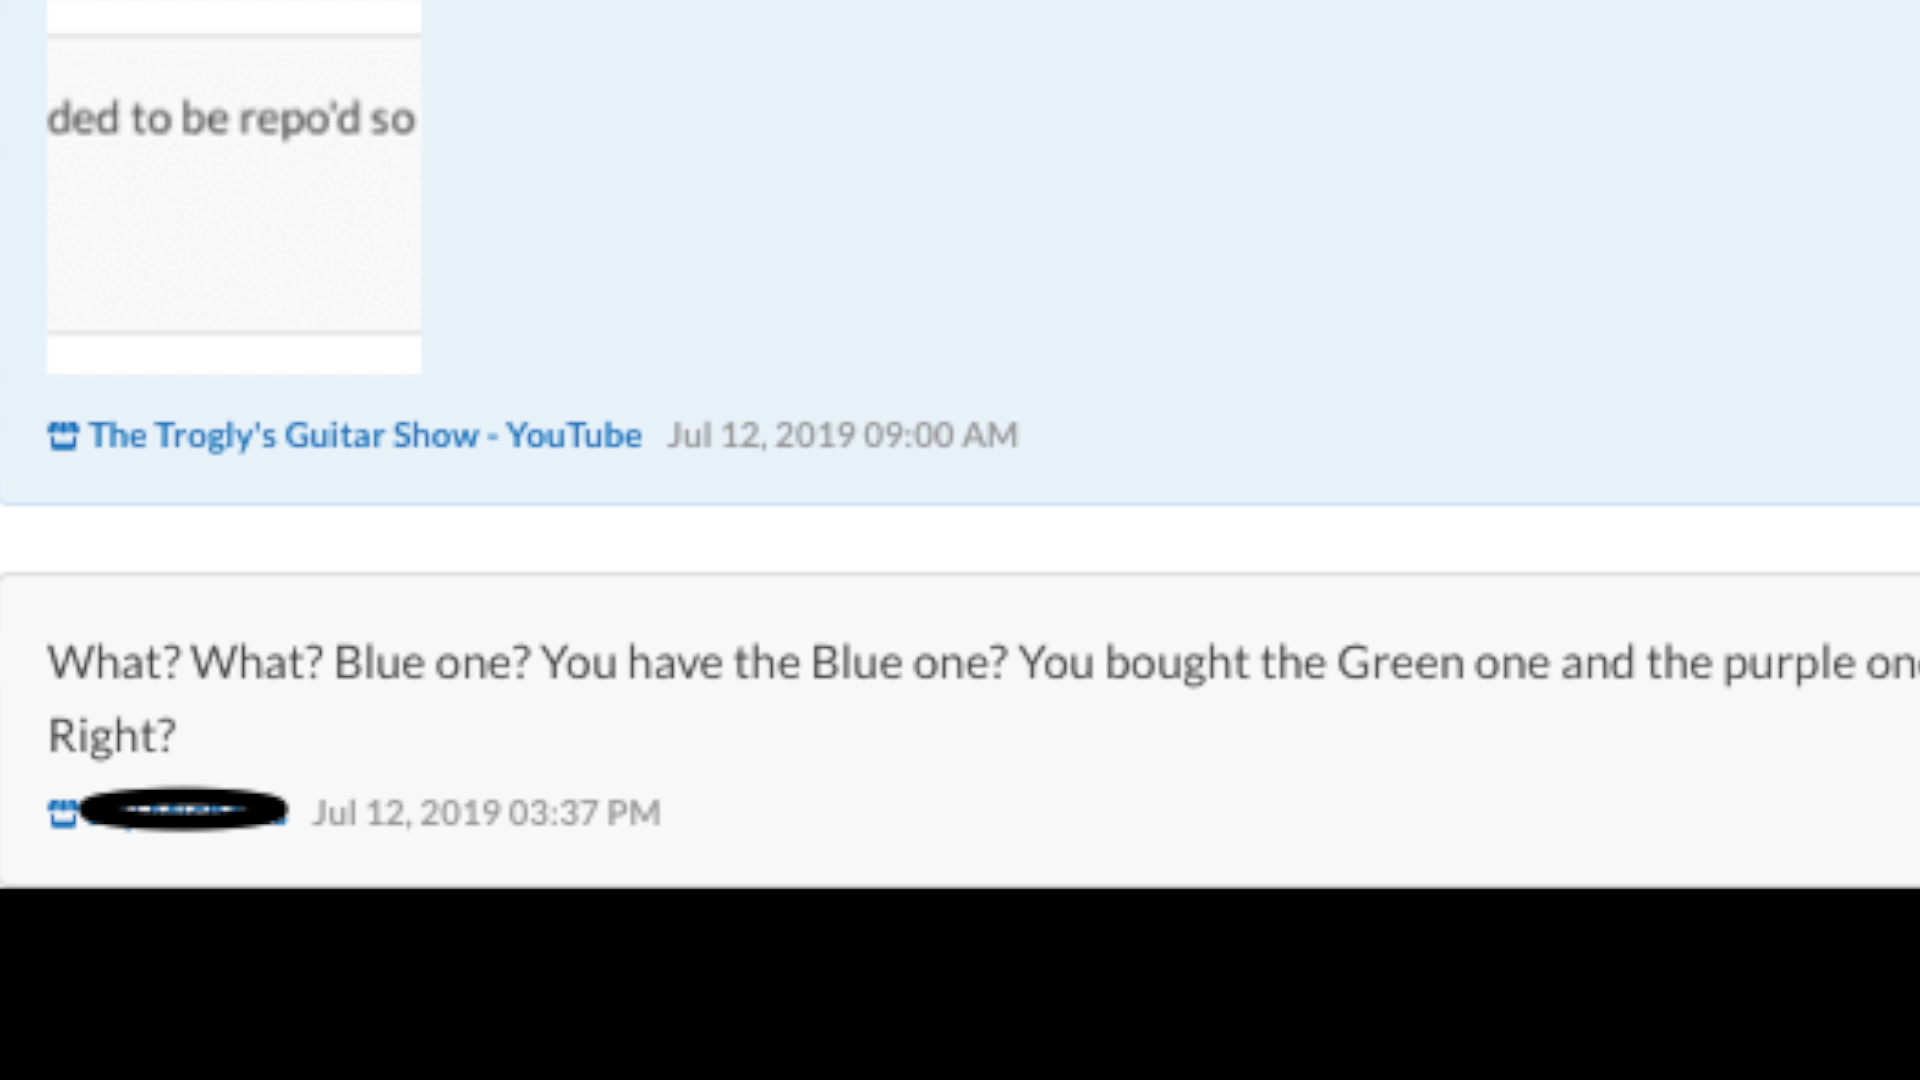 ded to be repo'd so
The Trogly's Guitar Show - YouTube Jul 12, 2019 09:00 AM
What? What? Blue one? You have the Blue one? You bought the Green one and the purple
Right?
Jul 12, 2019 03:37 PM